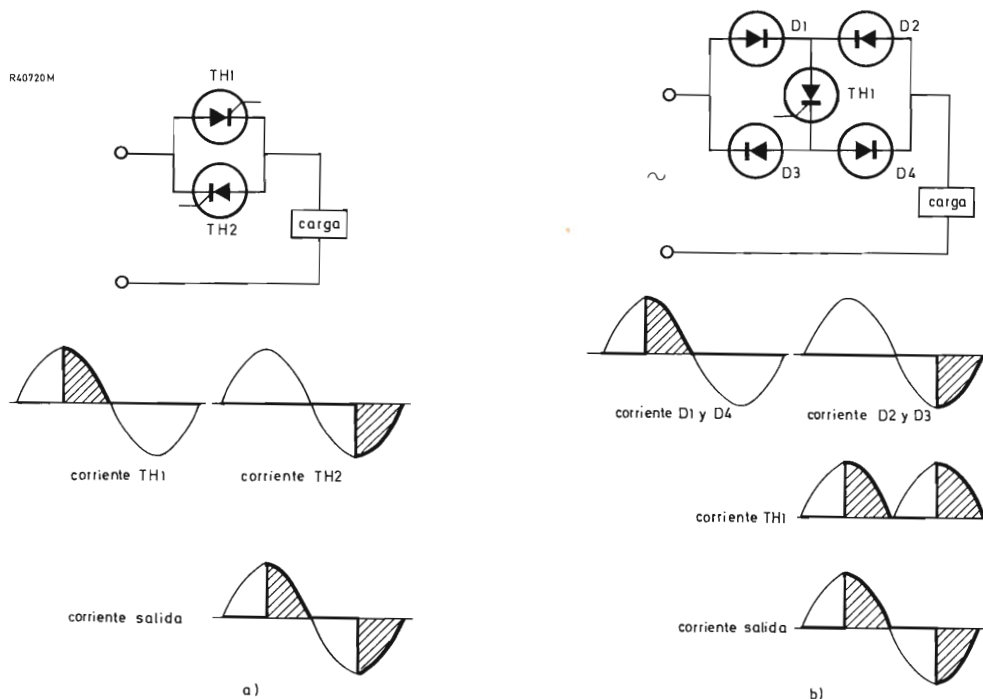 R40720M
TH1
TH2
carga
corriente TH1
corriente TH2
corriente salida
a)
D1
D2
TH1
D3
D4
~
carga
corriente D1 y D4
corriente D2 y D3
corriente TH1
corriente salida
b)